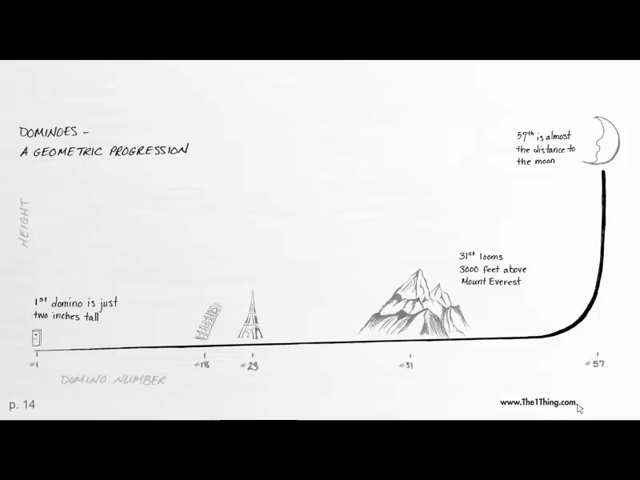 DOMINOES –
A GEOMETRIC PROGRESSION
57th is almost
the distance to
the moon
HEIGHT
31st looms
3000 feet above
Mount Everest
1st domino is just
two inches tall
#1
#18
#23
#31
#57
DOMINO NUMBER
p. 14
www.The1Thing.com